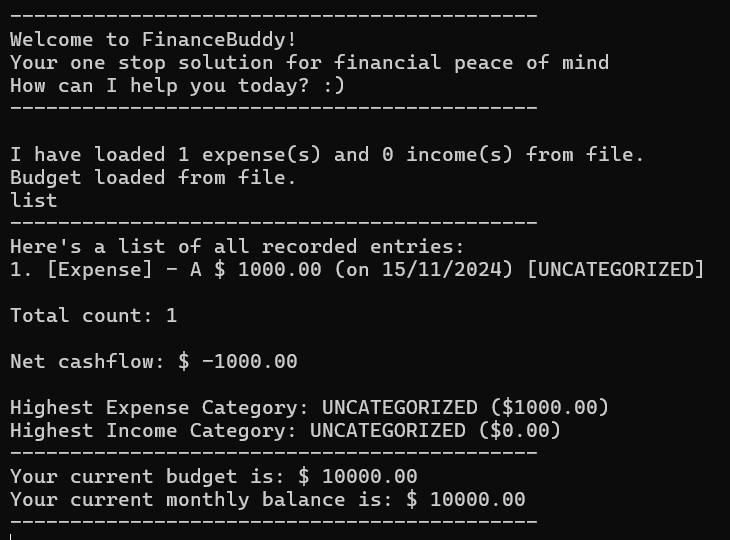 --------------------------------------------
Welcome to FinanceBuddy!
Your one stop solution for financial peace of mind
How can I help you today? :)
--------------------------------------------
I have loaded 1 expense(s) and 0 income(s) from file.
Budget loaded from file.
list
--------------------------------------------
Here's a list of all recorded entries:
1. [Expense] - A $ 1000.00 (on 15/11/2024) [UNCATEGORIZED]
Total count: 1
Net cashflow: $ -1000.00
Highest Expense Category: UNCATEGORIZED ($1000.00)
Highest Income Category: UNCATEGORIZED ($0.00)
--------------------------------------------
Your current budget is: $ 10000.00
Your current monthly balance is: $ 10000.00
--------------------------------------------